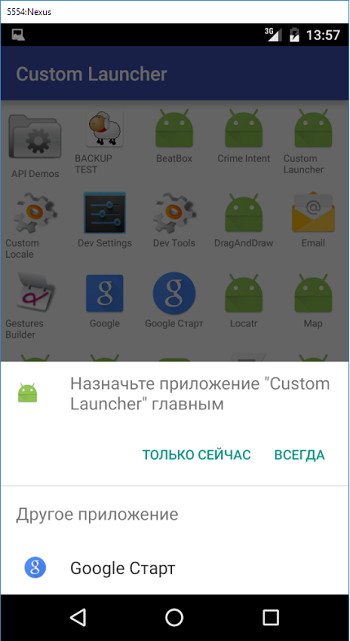 5554:Nexus
3G 13:57
Custom Launcher
API Demos
BACKUP TEST
BeatBox
Crime Intent
Custom Launcher
Custom Locale
Dev Settings
Dev Tools
DragAndDraw
Email
Gestures Builder
Google
Google Старт
Locatr
Map
Назначьте приложение "Custom
Launcher" главным
ТОЛЬКО СЕЙЧАС ВСЕГДА
Другое приложение
Google Старт